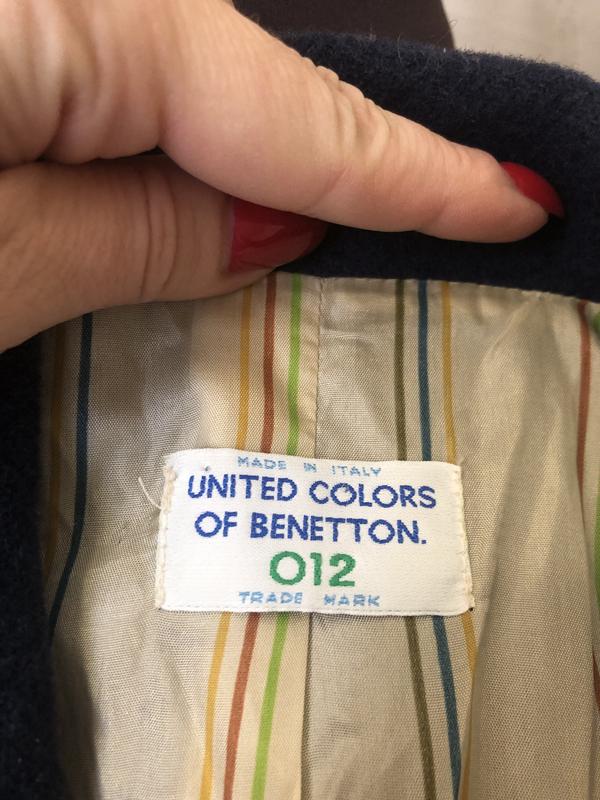 MADE IN ITALY
UNITED COLORS
OF BENETTON.
012
TRADE MARK